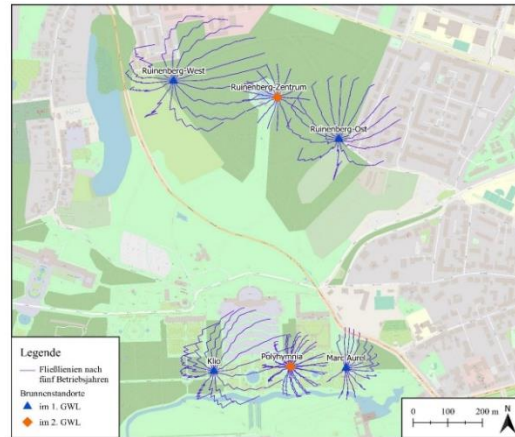 Ruinenberg-West
Ruinenberg-Zentrum
Ruinenberg-Ost
Klio
Polyhymnia
Marc Aurel
Legende
Fließlinien nach
fünf Betriebsjahren
Brunnenstandorte
im 1. GWL
im 2. GWL
N
0 100 200 m